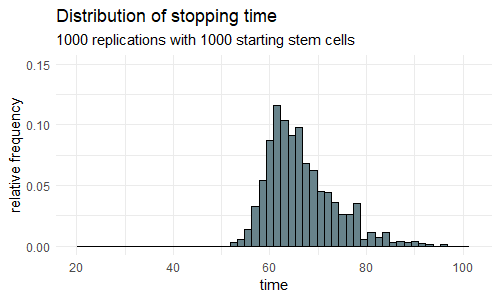 Distribution of stopping time
1000 replications with 1000 starting stem cells
0.15
0.10
0.05
0.00
relative frequency
20 40 60 80 100
time